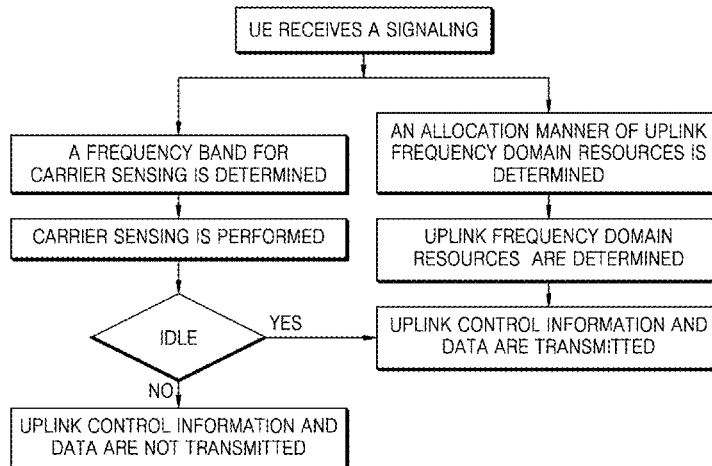 UE RECEIVES A SIGNALING
A FREQUENCY BAND FOR
CARRIER SENSING IS DETERMINED
AN ALLOCATION MANNER OF UPLINK
FREQUENCY DOMAIN RESOURCES IS
DETERMINED
CARRIER SENSING IS PERFORMED
UPLINK FREQUENCY DOMAIN
RESOURCES ARE DETERMINED
IDLE
YES
UPLINK CONTROL INFORMATION AND
DATA ARE TRANSMITTED
NO
UPLINK CONTROL INFORMATION AND
DATA ARE NOT TRANSMITTED